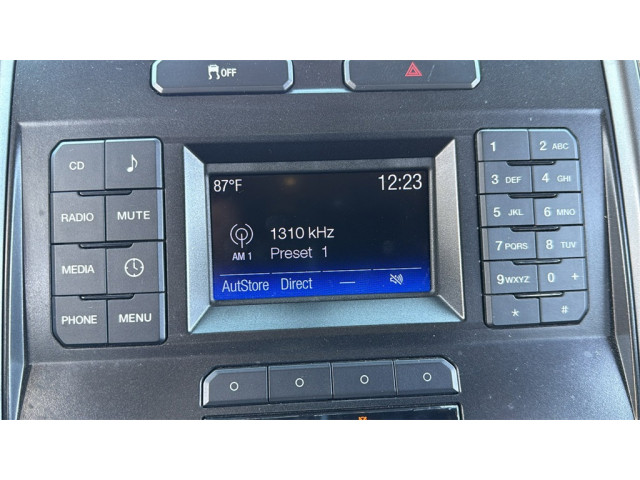 OFF
87°F 12:23
1310 kHz
AM 1 Preset 1
AutStore Direct
CD
RADIO MUTE
MEDIA
PHONE MENU
1 2 ABC
3 DEF 4 GHI
5 JKL 6 MNO
7 PQRS 8 TUV
9 WXYZ 0 +
* #